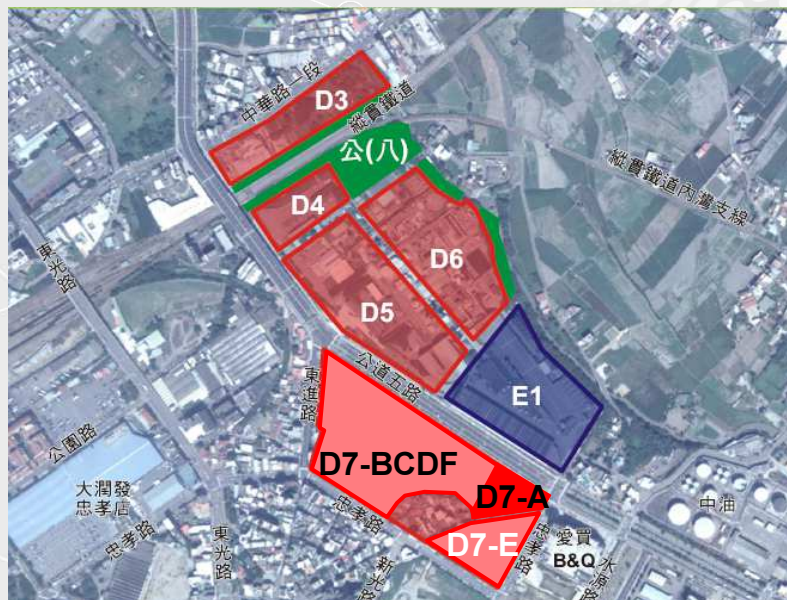 D3
中華路一段
縱貫鐵道
公(八)
縱貫鐵道內灣支線
D4
D6
東光路
D5
公道五路
E1
東進路
公園路
D7-BCDF
大潤發
忠孝店
D7-A
中油
忠孝路
忠孝路
東光路
D7-E
忠孝路
愛買
B&Q
新光路
水源路